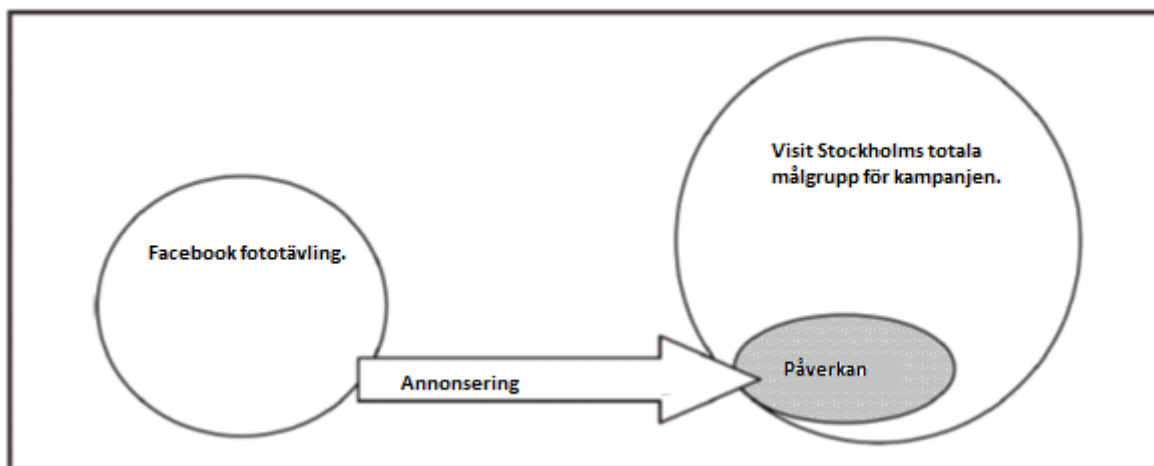 Visit Stockholms totala
målgrupp för kampanjen.
Facebook fototävling.
Påverkan
Annonsering